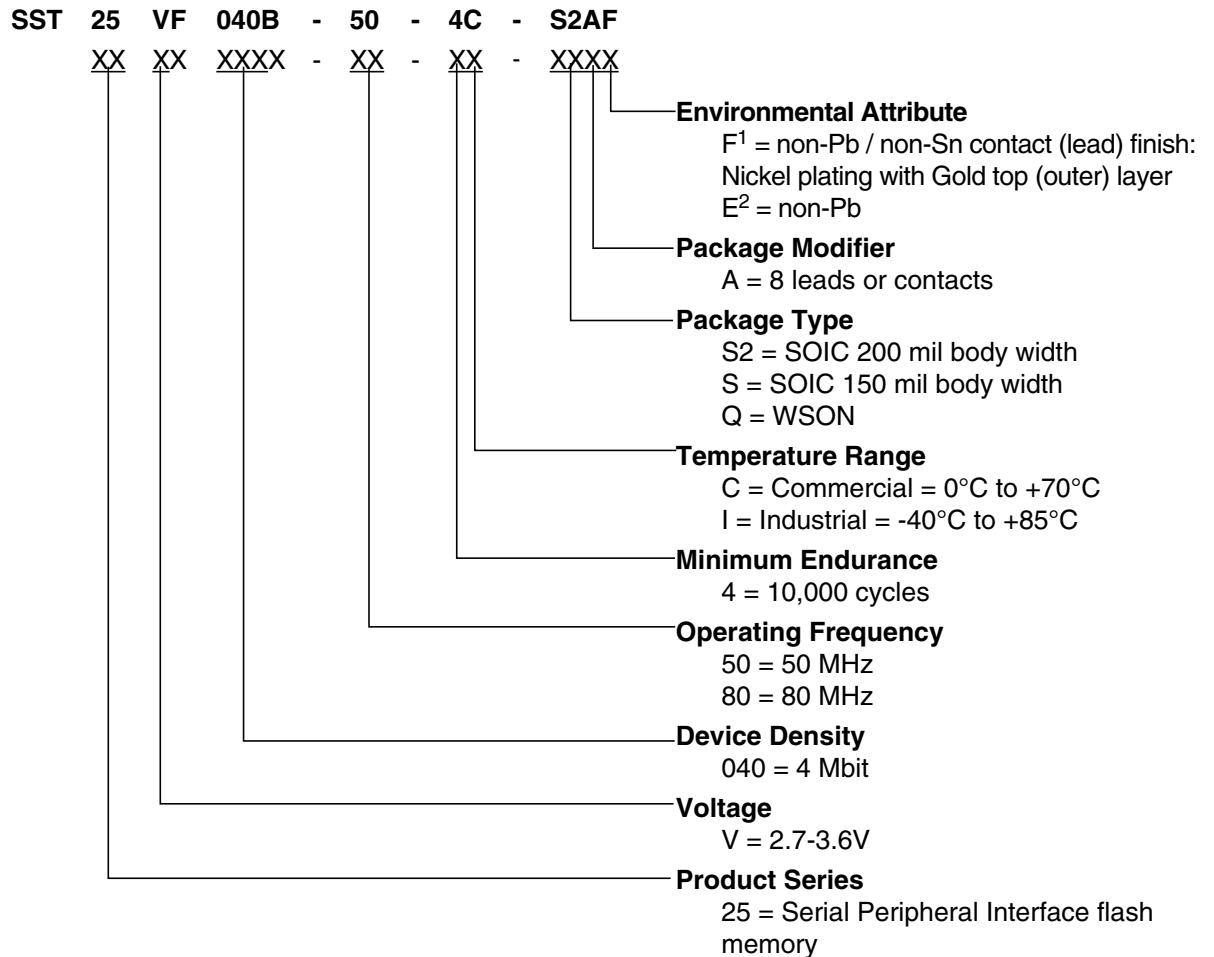 SST 25 VF 040B - 50 - 4C - S2AF
XX XX XXXX - XX - XX - XXXX
Environmental Attribute
F1 = non-Pb / non-Sn contact (lead) finish:
Nickel plating with Gold top (outer) layer
E2 = non-Pb
Package Modifier
A = 8 leads or contacts
Package Type
S2 = SOIC 200 mil body width
S = SOIC 150 mil body width
Q = WSON
Temperature Range
C = Commercial = 0°C to +70°C
I = Industrial = -40°C to +85°C
Minimum Endurance
4 = 10,000 cycles
Operating Frequency
50 = 50 MHz
80 = 80 MHz
Device Density
040 = 4 Mbit
Voltage
V = 2.7-3.6V
Product Series
25 = Serial Peripheral Interface flash
memory